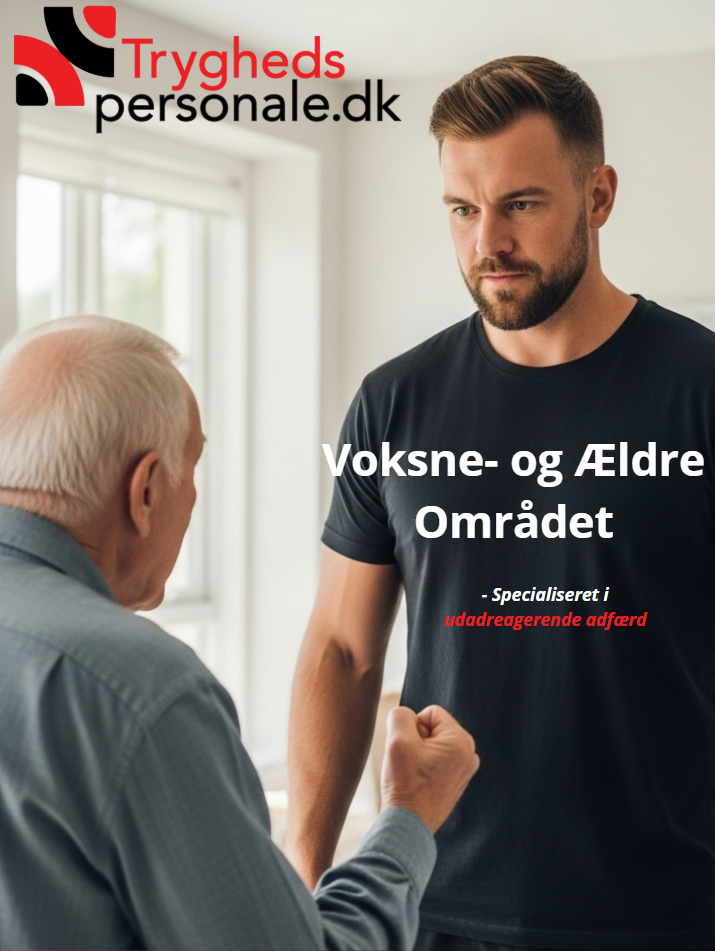 Trygheds
personale.dk
Voksne- og Ældre
Området
- Specialiseret i
udadreagerende adfærd